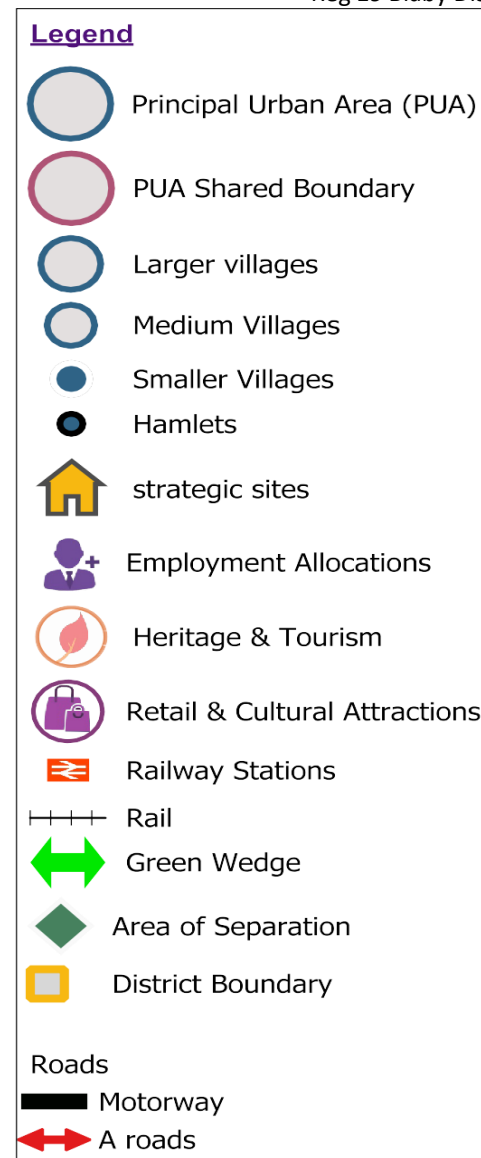 Legend
Principal Urban Area (PUA)
PUA Shared Boundary
Larger villages
Medium Villages
Smaller Villages
Hamlets
strategic sites
Employment Allocations
Heritage & Tourism
Retail & Cultural Attractions
Railway Stations
Rail
Green Wedge
Area of Separation
District Boundary
Roads
Motorway
A roads